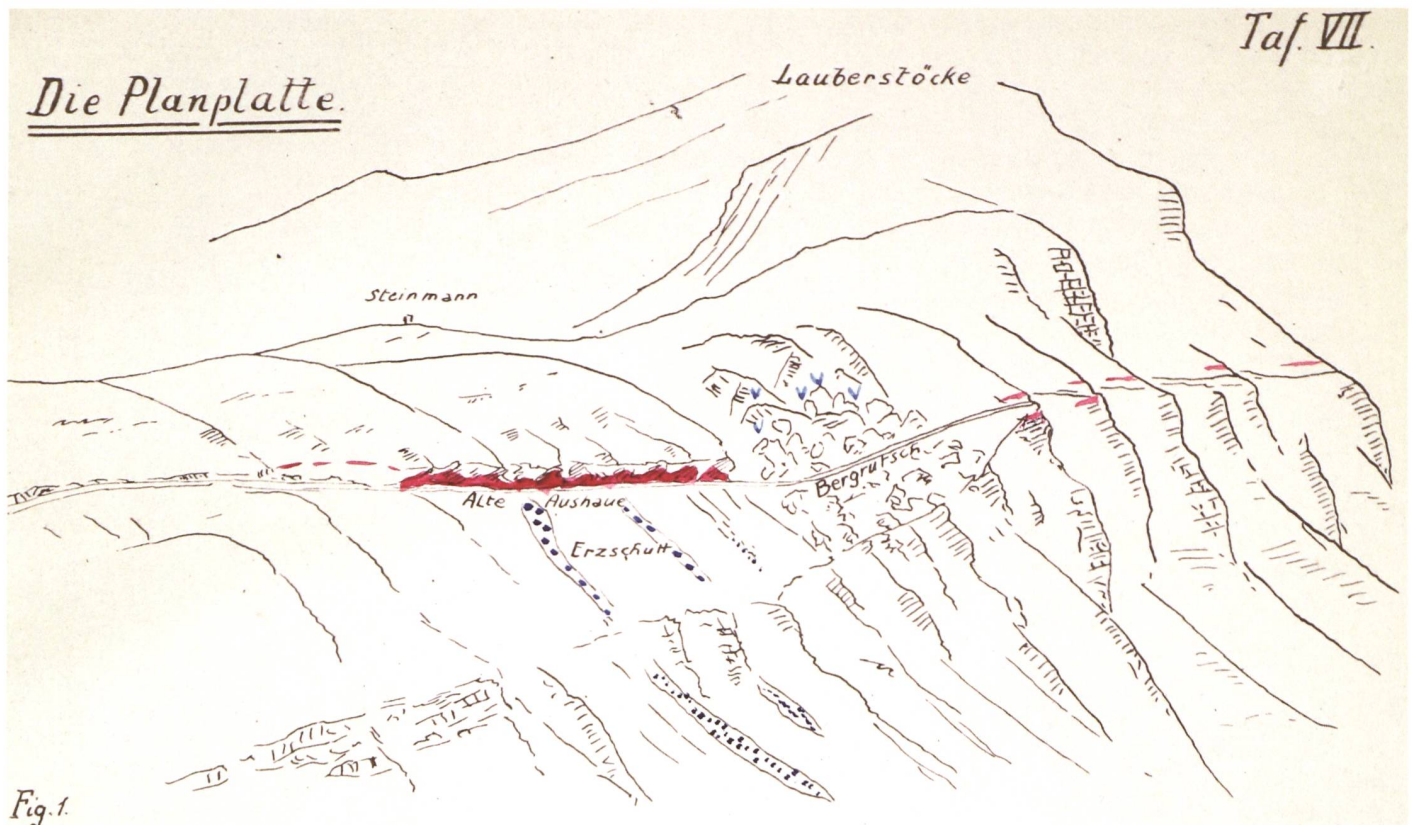 Taf. VII.
Die Planplatte.
Lauberstöcke
Steinmann
Bergrutsch
Alte Aushaue
Erzschutt
Fig. 1.